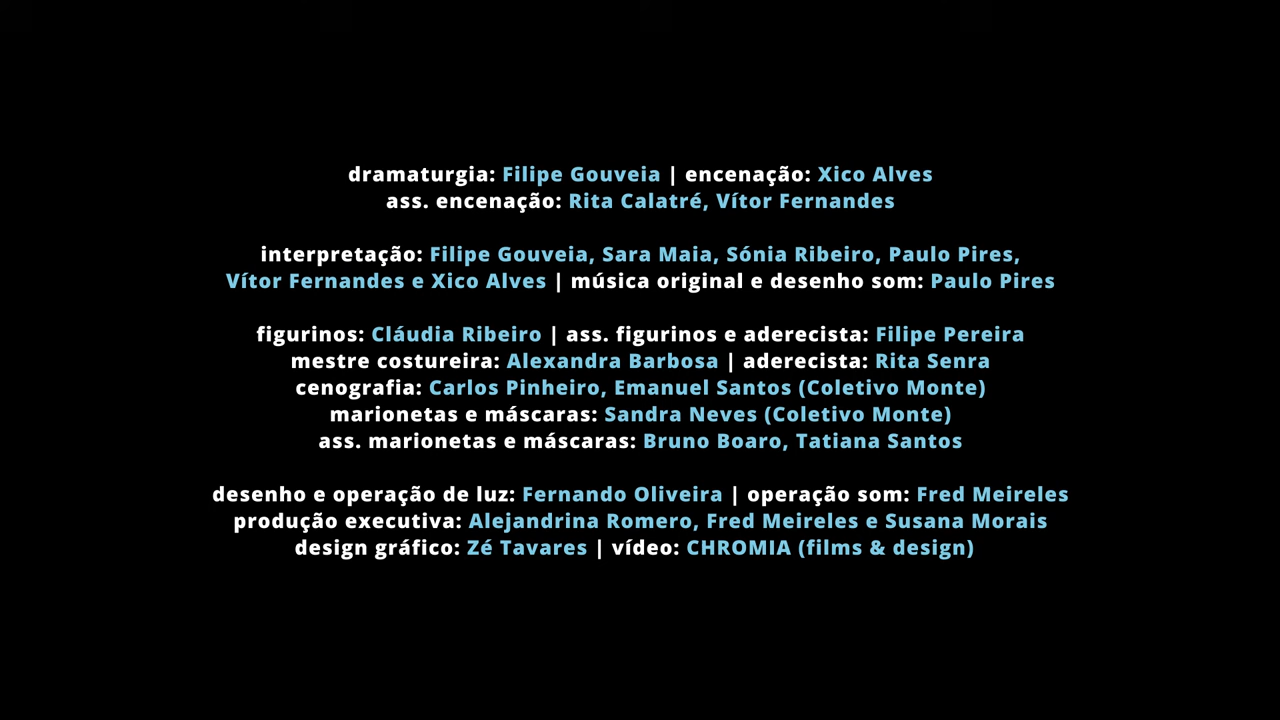 dramaturgia: Filipe Gouveia | encenação: Xico Alves
ass. encenação: Rita Calatré, Vítor Fernandes
interpretação: Filipe Gouveia, Sara Maia, Sónia Ribeiro, Paulo Pires,
Vítor Fernandes e Xico Alves | música original e desenho som: Paulo Pires
figurinos: Cláudia Ribeiro | ass. figurinos e aderecista: Filipe Pereira
mestre costureira: Alexandra Barbosa | aderecista: Rita Senra
cenografia: Carlos Pinheiro, Emanuel Santos (Coletivo Monte)
marionetas e máscaras: Sandra Neves (Coletivo Monte)
ass. marionetas e máscaras: Bruno Boaro, Tatiana Santos
desenho e operação de luz: Fernando Oliveira | operação som: Fred Meireles
produção executiva: Alejandrina Romero, Fred Meireles e Susana Morais
design gráfico: Zé Tavares | vídeo: CHROMIA (films & design)